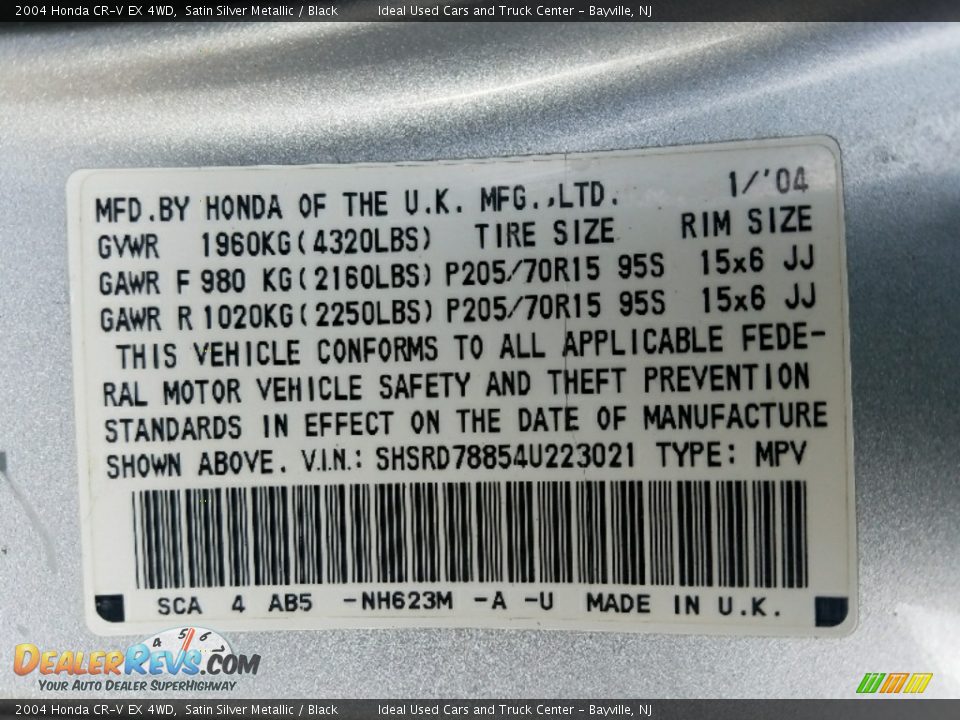 2004 Honda CR-V EX 4WD, Satin Silver Metallic / Black Ideal Used Cars and Truck Center - Bayville, NJ
1/'04
MFD.BY HONDA OF THE U.K. MFG.,LTD.
GVWR 1960KG(4320LBS) TIRE SIZE RIM SIZE
GAWR F 980 KG(2160LBS) P205/70R15 95S 15x6 JJ
GAWR R 1020KG(2250LBS) P205/70R15 95S 15x6 JJ
THIS VEHICLE CONFORMS TO ALL APPLICABLE FEDE-
RAL MOTOR VEHICLE SAFETY AND THEFT PREVENTION
STANDARDS IN EFFECT ON THE DATE OF MANUFACTURE
SHOWN ABOVE. V.I.N.: SHSRD78854U223021 TYPE: MPV
SCA 4 AB5 -NH623M -A -U MADE IN U.K.
4 5 6
DEALERREVS.COM
YOUR AUTO DEALER SUPERHIGHWAY
2004 Honda CR-V EX 4WD, Satin Silver Metallic / Black Ideal Used Cars and Truck Center - Bayville, NJ